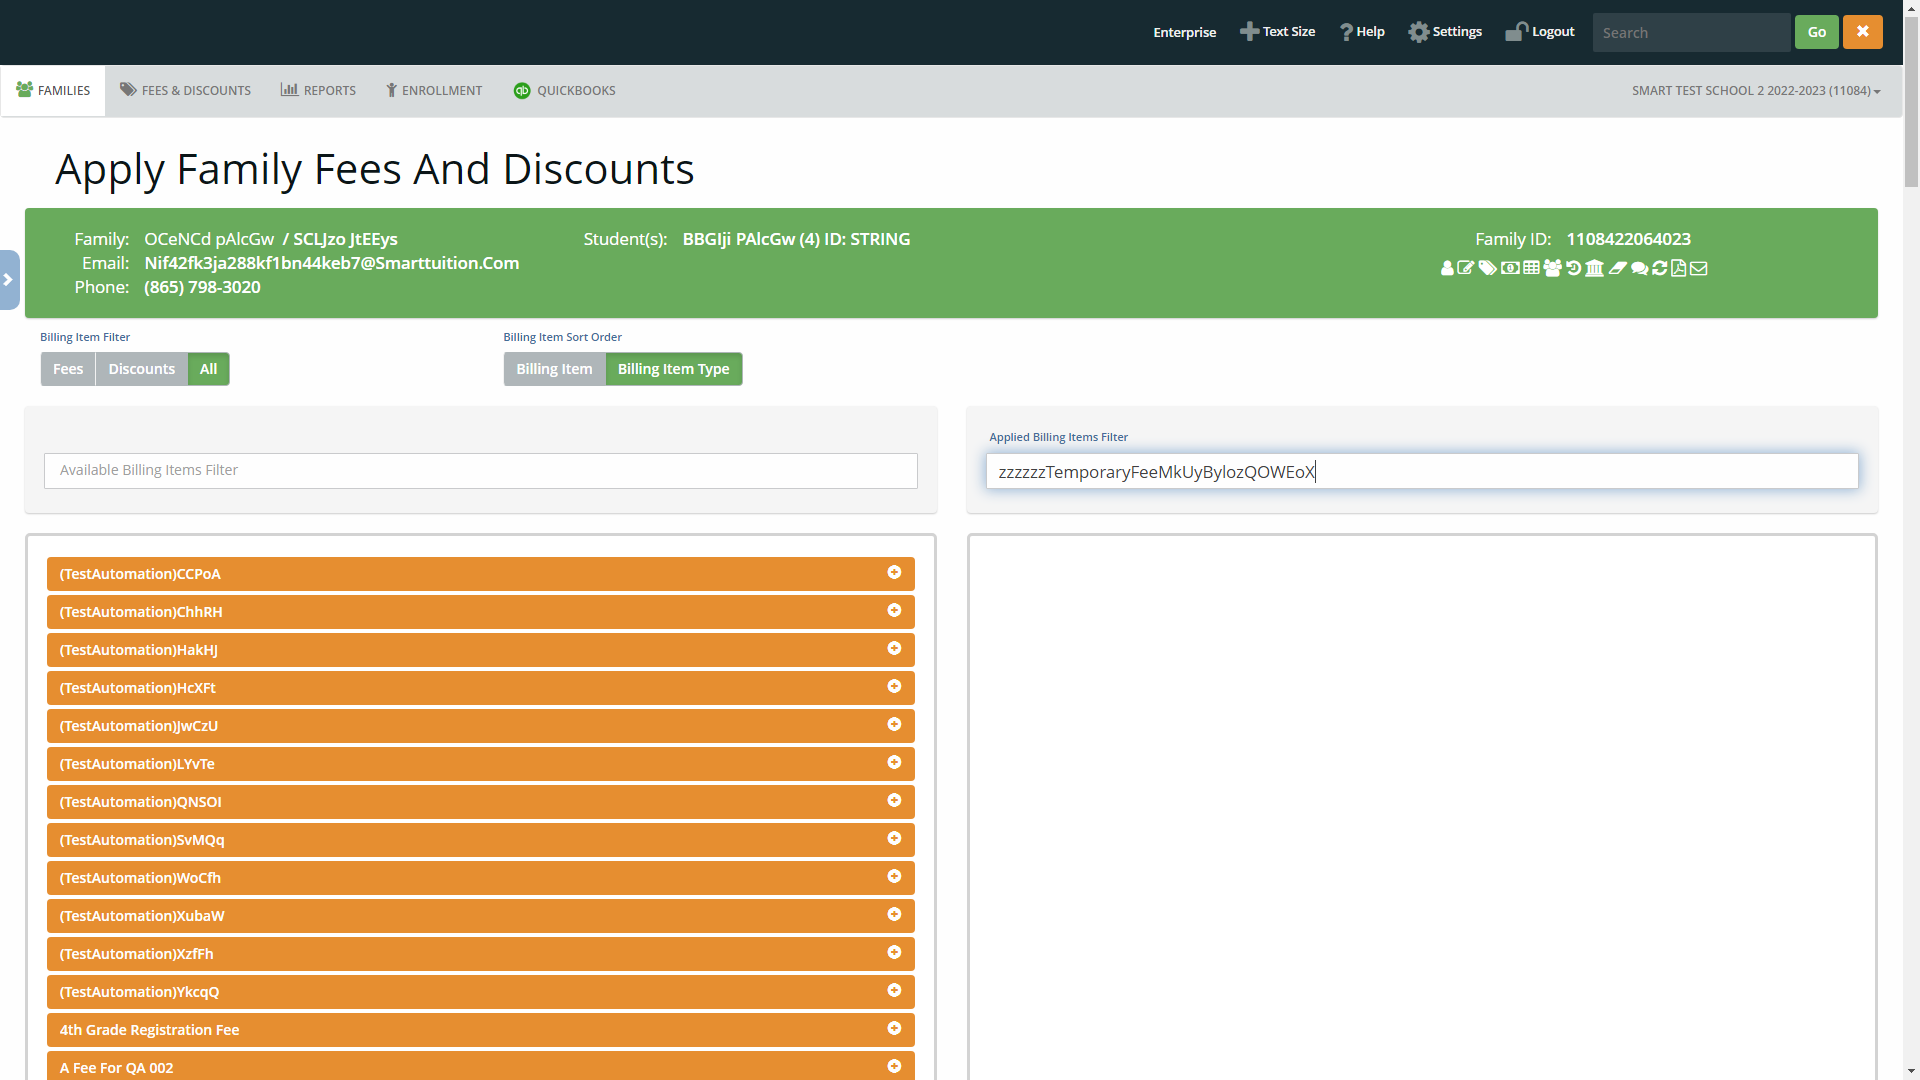 Enterprise
Text Size
Help
Settings
Logout
Search
Go
FAMILIES
FEES & DISCOUNTS
REPORTS
ENROLLMENT
qb QUICKBOOKS
SMART TEST SCHOOL 2 2022-2023 (11084)
Apply Family Fees And Discounts
Family: OCeNCd pAlcGw / SCLJzo JtEEys
Email: Nif42fk3ja288kf1bn44keb7@Smarttuition.Com
Phone: (865) 798-3020
Student(s): BBGIji PAlcGw (4) ID: STRING
Family ID: 1108422064023
Billing Item Filter
Fees Discounts All
Billing Item Sort Order
Billing Item Billing Item Type
Available Billing Items Filter
Applied Billing Items Filter
zzzzzzTemporaryFeeMkUyBylozQOWEoX
(TestAutomation)CCPoA
(TestAutomation)ChhRH
(TestAutomation)HakHJ
(TestAutomation)HcXFt
(TestAutomation)JwCzU
(TestAutomation)LYvTe
(TestAutomation)QNSOI
(TestAutomation)SvMQq
(TestAutomation)WoCfh
(TestAutomation)XubaW
(TestAutomation)XzfFh
(TestAutomation)YkcqQ
4th Grade Registration Fee
A Fee For QA 002